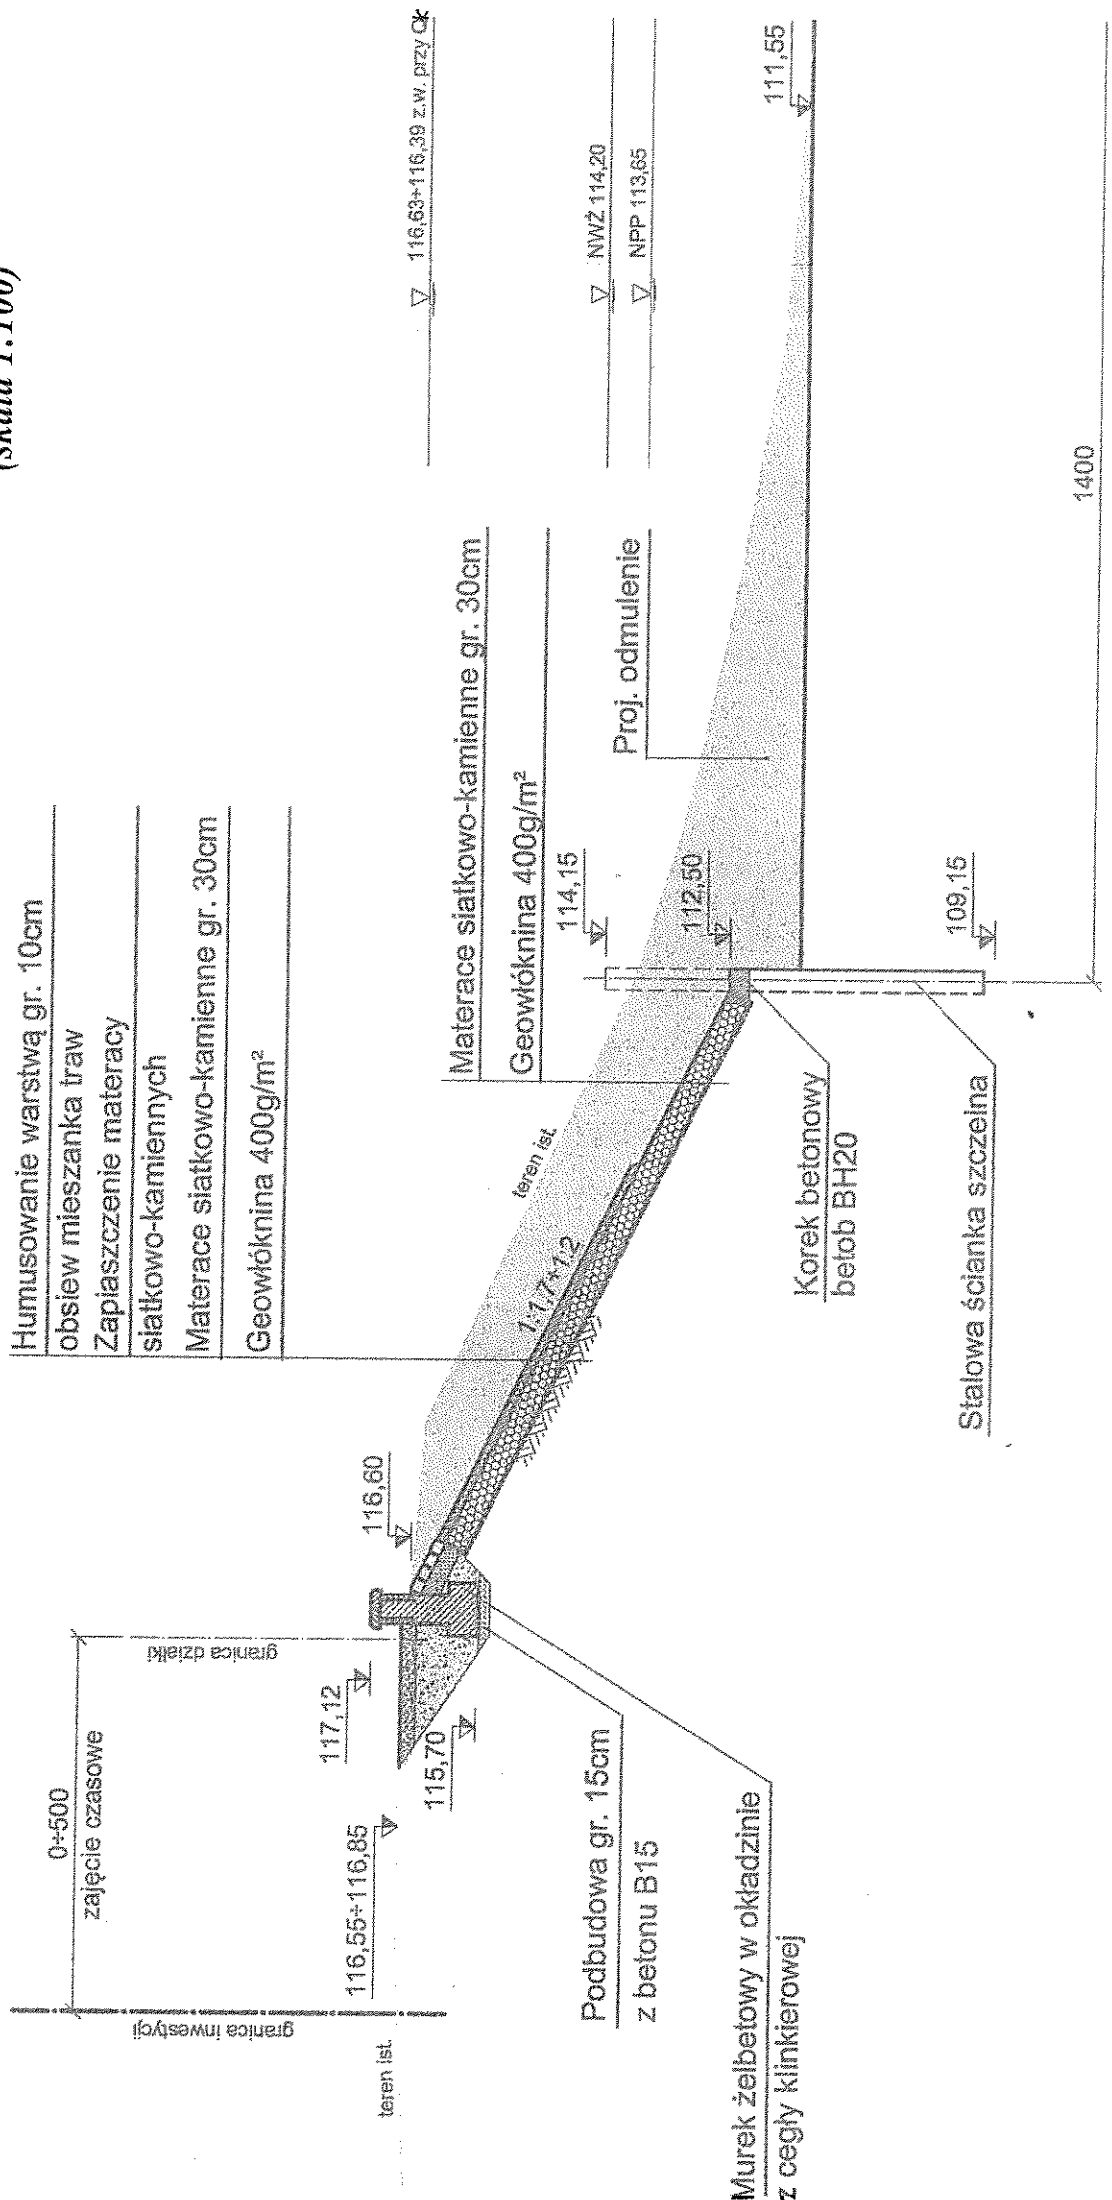 (skala 1:100)
Humusowanie warstwą gr. 10cm
obsiew mieszanka traw
Zapiaszczenie materacy
siatkowo-kamiennych
Materace siatkowo-kamienne gr. 30cm
Geowłóknina 400g/m²
0÷500
zajęcie czasowe
granica inwestycji
granica działki
teren ist.
116,55÷116,85
117,12
115,70
116,60
116,63÷116,39 z.w. przy Q*
NWŻ 114,20
NPP 113,65
111,55
Materace siatkowo-kamienne gr. 30cm
Geowłóknina 400g/m²
Proj. odmulenie
114,15
112,50
109,15
teren ist.
1:1,7÷1:2
Podbudowa gr. 15cm
z betonu B15
Murek żelbetowy w okładzinie
z cegły klinkierowej
Korek betonowy
betob BH20
Stalowa ścianka szczelna
1400